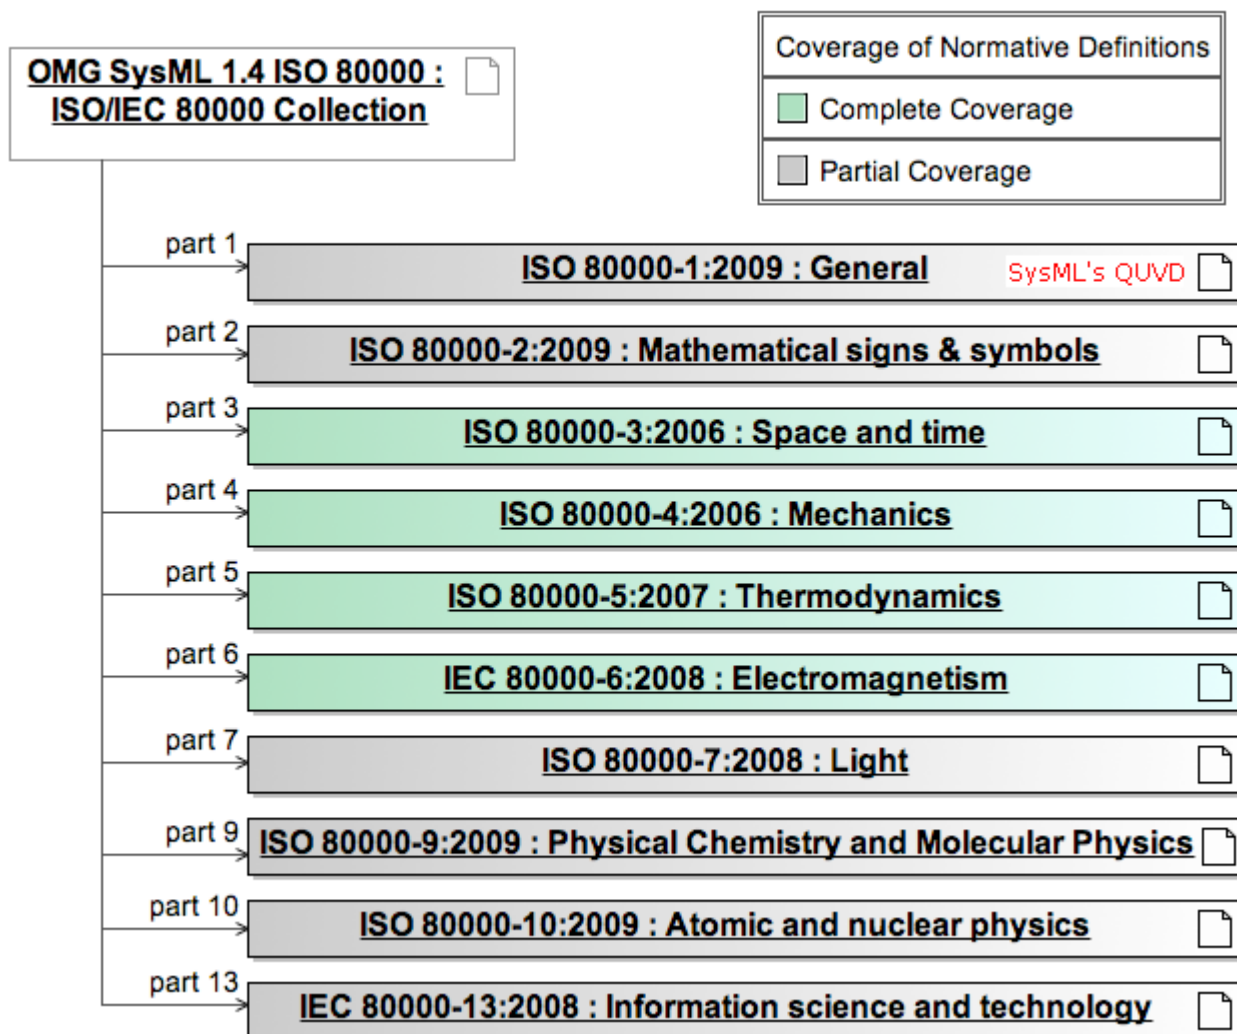 OMG SysML 1.4 ISO 80000 :
ISO/IEC 80000 Collection
Coverage of Normative Definitions
Complete Coverage
Partial Coverage
part 1
ISO 80000-1:2009 : General
SysML's QUVD
part 2
ISO 80000-2:2009 : Mathematical signs & symbols
part 3
ISO 80000-3:2006 : Space and time
part 4
ISO 80000-4:2006 : Mechanics
part 5
ISO 80000-5:2007 : Thermodynamics
part 6
IEC 80000-6:2008 : Electromagnetism
part 7
ISO 80000-7:2008 : Light
part 9
ISO 80000-9:2009 : Physical Chemistry and Molecular Physics
part 10
ISO 80000-10:2009 : Atomic and nuclear physics
part 13
IEC 80000-13:2008 : Information science and technology